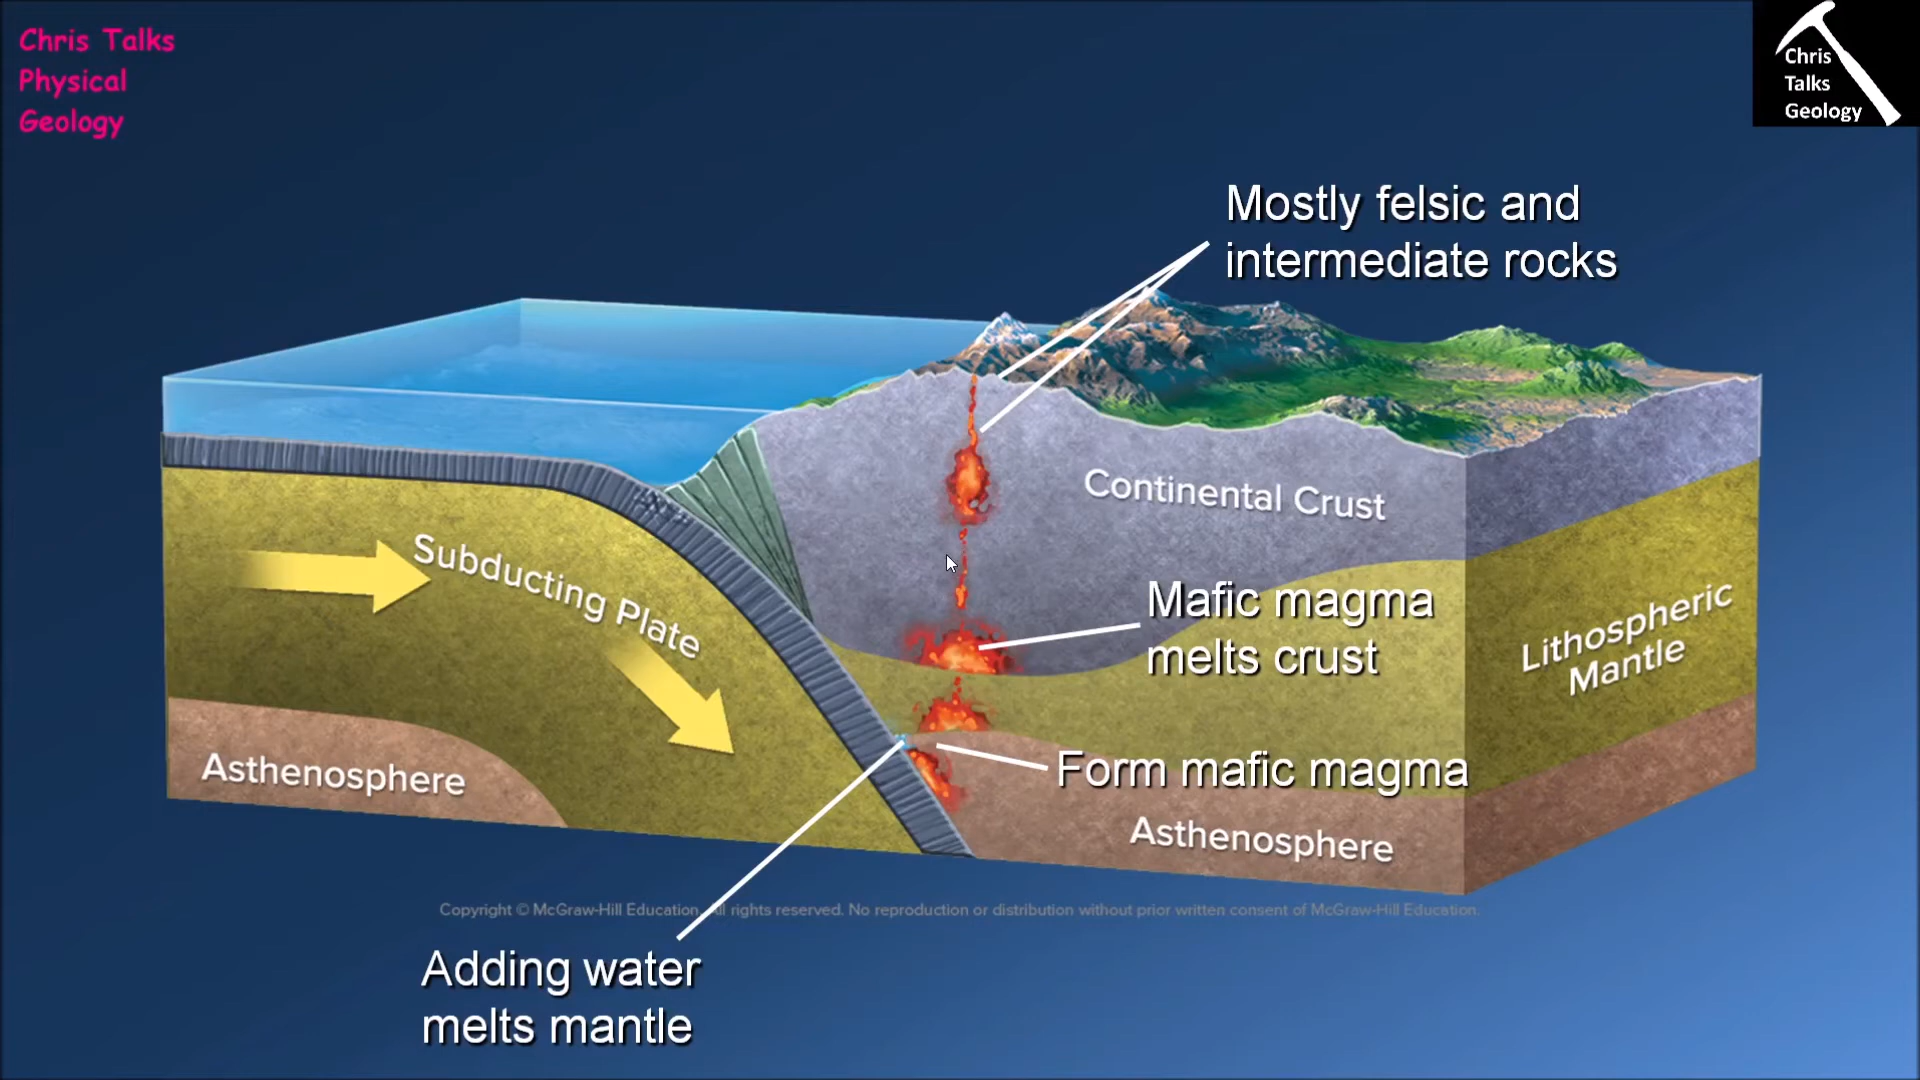 Chris Talks
Physical
Geology
Chris
Talks
Geology
Mostly felsic and
intermediate rocks
Continental Crust
Subducting Plate
Mafic magma
melts crust
Lithospheric
Mantle
Asthenosphere
Form mafic magma
Asthenosphere
Copyright © McGraw-Hill Education. All rights reserved. No reproduction or distribution without prior written consent of McGraw-Hill Education.
Adding water
melts mantle